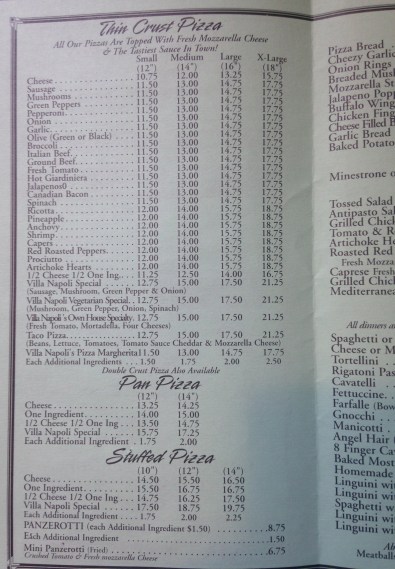 Thin Crust Pizza
All Our Pizzas Are Topped With Fresh Mozzarella Cheese
& The Tastiest Sauce In Town!
Small Medium Large X-Large
(12") (14") (16") (18")
Cheese 10.75 12.00 13.25 15.75
Sausage 11.50 13.00 14.75 17.75
Mushrooms 11.50 13.00 14.75 17.75
Green Peppers 11.50 13.00 14.75 17.75
Pepperoni 11.50 13.00 14.75 17.75
Onion 11.50 13.00 14.75 17.75
Garlic 11.50 13.00 14.75 17.75
Olive (Green or Black) 11.50 13.00 14.75 17.75
Broccoli 11.50 13.00 14.75 17.75
Italian Beef 11.50 13.00 14.75 17.75
Ground Beef 11.50 13.00 14.75 17.75
Fresh Tomato 11.50 13.00 14.75 17.75
Hot Giardiniera 11.50 13.00 14.75 17.75
Jalapenos0 11.50 13.00 14.75 17.75
Canadian Bacon 11.50 13.00 14.75 17.75
Spinach 11.50 13.00 14.75 17.75
Ricotta 12.00 14.00 15.75 18.75
Pineapple 12.00 14.00 15.75 18.75
Anchovy 12.00 14.00 15.75 18.75
Shrimp 12.00 14.00 15.75 18.75
Capers 12.00 14.00 15.75 18.75
Red Roasted Peppers 12.00 14.00 15.75 18.75
Prociutto 12.00 14.00 15.75 18.75
Artichoke Hearts 12.00 14.00 15.75 18.75
1/2 Cheese 1/2 One Ing. 11.25 12.50 14.00 16.75
Villa Napoli Special 12.75 15.00 17.50 21.25
(Sausage, Mushroom, Green Pepper & Onion)
Villa Napoli Vegetarian Special 12.75 15.00 17.50 21.25
(Mushroom, Green Pepper, Onion, Spinach)
Villa Napoli's Own House Specialty 12.75 15.00 17.50 21.25
(Fresh Tomato, Mortadella, Four Cheeses)
Taco Pizza 12.75 15.00 17.50 21.25
(Beans, Lettuce, Tomatoes, Tomato Sauce Cheddar & Mozzarella Cheese)
Villa Napoli's Pizza Margherita 11.50 13.00 14.75 17.75
Each Additional Ingredients 1.50 1.75 2.00 2.50
Double Crust Pizza Also Available
Pan Pizza
(12") (14")
Cheese 13.25 14.25
One Ingredient 14.00 15.00
1/2 Cheese 1/2 One Ing 13.50 14.75
Villa Napoli Special 15.75 17.25
Each Additional Ingredient 1.75 2.00
Stuffed Pizza
(10") (12") (14")
Cheese 14.50 15.50 16.50
One Ingredient 15.50 16.75 16.75
1/2 Cheese 1/2 One Ing 14.75 16.25 17.50
Villa Napoli Special 17.50 18.75 19.75
Each Additional Ingredient 1.75 2.00 2.25
PANZEROTTI (each Additional Ingredient $1.50) 8.75
Each Additional Ingredient 1.50
Mini Panzerotti (Fried) 6.75
Crushed Tomato & Fresh mozzarella Cheese
Pizza Bread
Cheezy Garlic
Onion Rings
Breaded Mus
Mozzarella St
Jalapeno Popp
Buffalo Wing
Chicken Fing
Cheese Filled B
Garlic Bread
Baked Potato
Minestrone o
Tossed Salad
Antipasto Sal
Grilled Chick
Tomato & R
Artichoke He
Roasted Red
Fresh Mozza
Caprese Fresh
Grilled Chick
Mediterranea
All dinners a
Spaghetti or
Cheese or M
Tortellini
Rigatoni Pas
Cavatelli
Fettuccine
Farfalle (Bow
Gnocchi
Manicotti
Angel Hair (
8 Finger Cav
Baked Most
Homemade
Linguini wi
Linguini wi
Spaghetti w
Linguini wi
Linguini wi
Al
Meatball